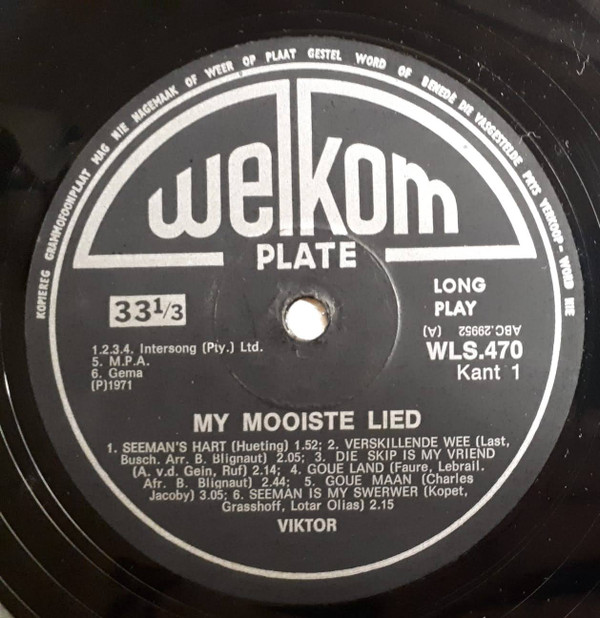 KOPIEREG GRAMMOFOONPLAAT MAG NIE NAGEMAAK OF WEER OP PLAAT GESTEL WORD OF BENEDE DIE VASGESTELDE PRYS VERKOOP - WORD NIE
welkom
PLATE
33 1/3
LONG
PLAY
ABC.29952 (A)
WLS.470
Kant 1
1.2.3.4. Intersong (Pty.) Ltd.
5. M.P.A.
6. Gema
(P)1971
MY MOOISTE LIED
1. SEEMAN'S HART (Hueting) 1.52; 2. VERSKILLENDE WEE (Last,
Busch. Arr. B. Blignaut) 2.05; 3. DIE SKIP IS MY VRIEND
(A. v.d. Gein, Ruf) 2.14; 4. GOUE LAND (Faure, Lebrail.
Afr. B. Blignaut) 2.44; 5. GOUE MAAN (Charles
Jacoby) 3.05; 6. SEEMAN IS MY SWERWER (Kopet,
Grasshoff, Lotar Olias) 2.15
VIKTOR